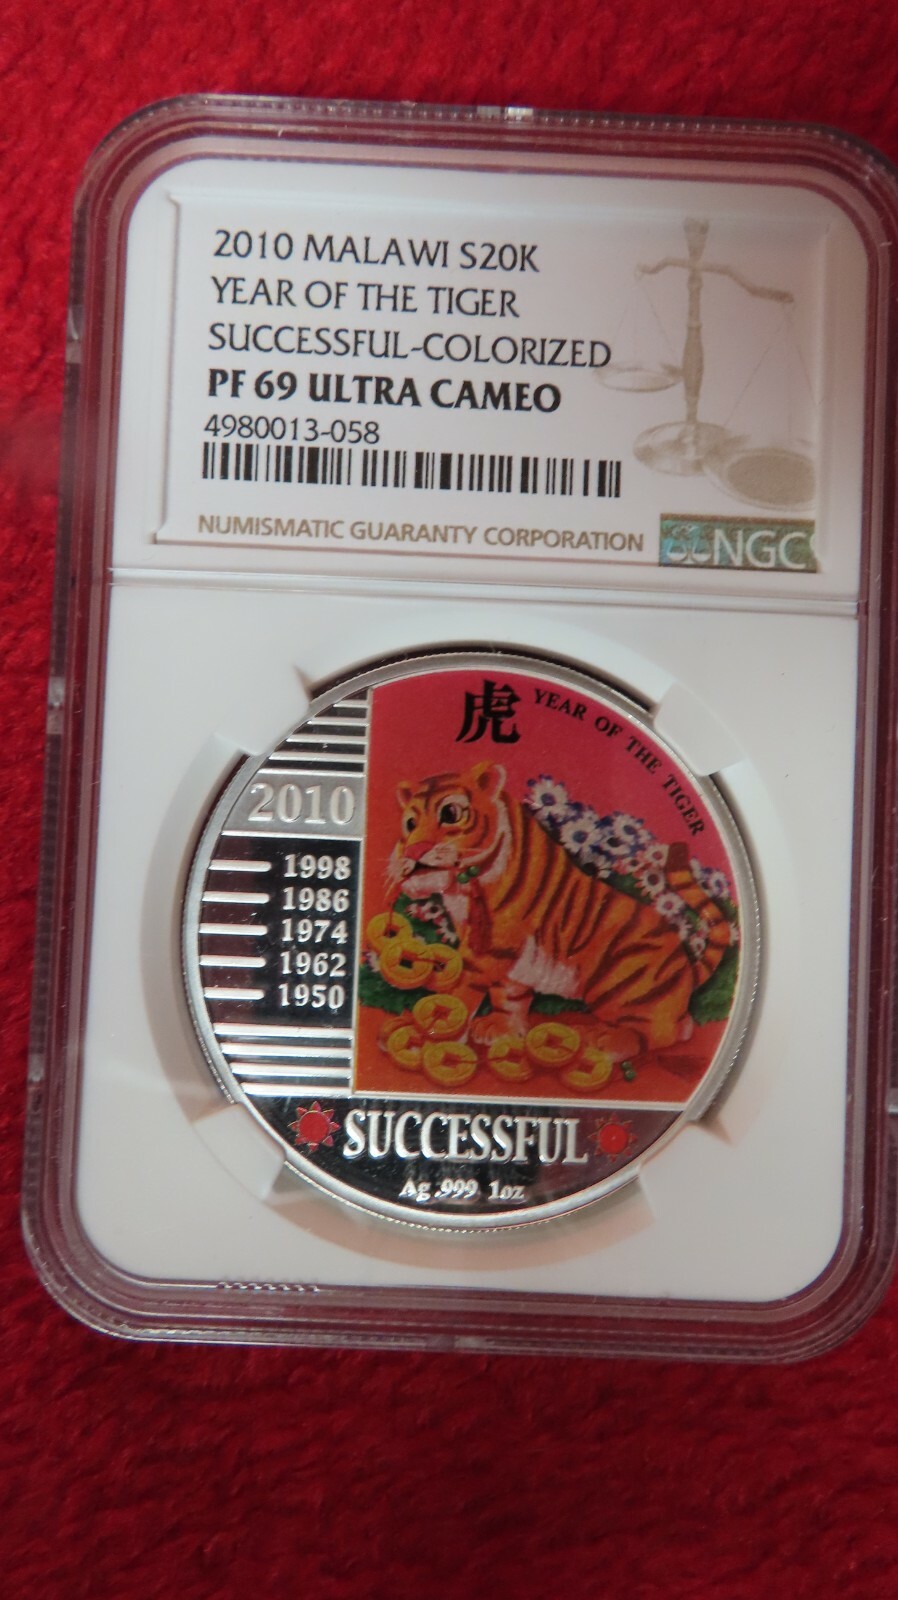 2010 MALAWI S20K
YEAR OF THE TIGER
SUCCESSFUL-COLORIZED
PF 69 ULTRA CAMEO
4980013-058
NUMISMATIC GUARANTY CORPORATION
NGC
虎 YEAR OF THE TIGER
2010
1998
1986
1974
1962
1950
SUCCESSFUL
Ag .999 1oz